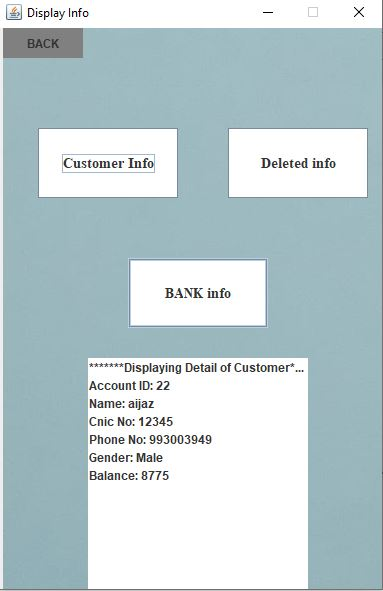 Display Info
BACK
Customer Info
Deleted info
BANK info
*******Displaying Detail of Customer*...
Account ID: 22
Name: aijaz
Cnic No: 12345
Phone No: 993003949
Gender: Male
Balance: 8775